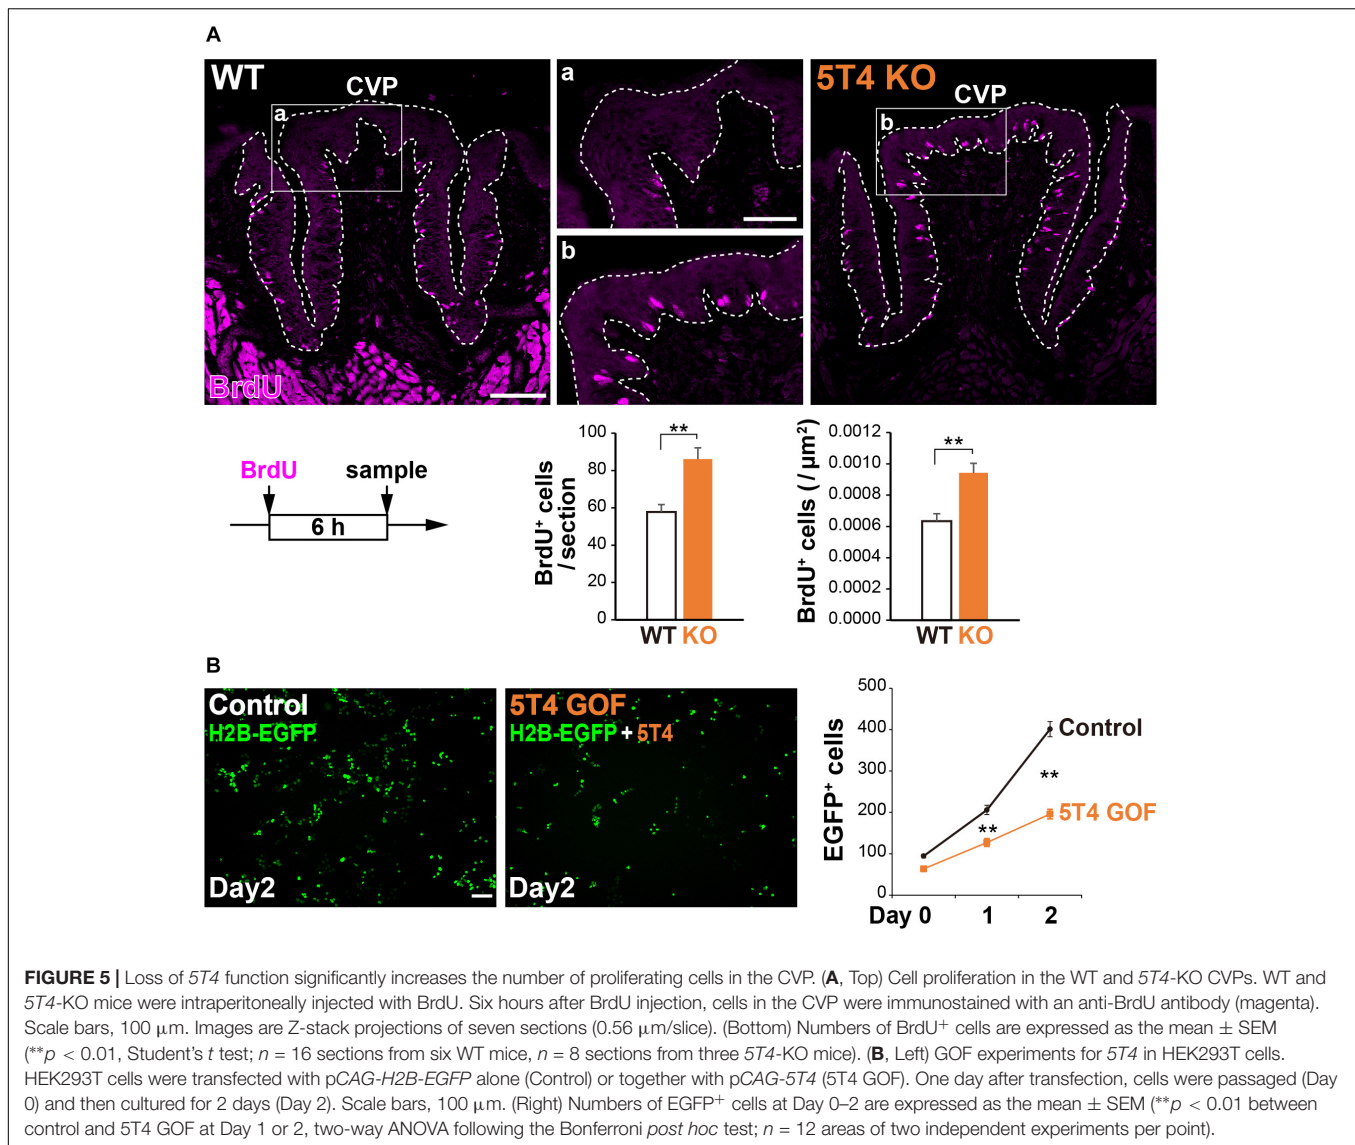 A
WT
CVP
a
BrdU
a
b
5T4 KO
CVP
b
BrdU
sample
6 h
BrdU⁺ cells
/ section
100
80
60
40
20
0
**
WT KO
BrdU⁺ cells ( / µm²)
0.0012
0.0010
0.0008
0.0006
0.0004
0.0002
0.0000
**
WT KO
B
Control
H2B-EGFP
Day2
5T4 GOF
H2B-EGFP + 5T4
Day2
EGFP⁺ cells
500
400
300
200
100
0
Control
**
**
5T4 GOF
Day 0 1 2
FIGURE 5 | Loss of 5T4 function significantly increases the number of proliferating cells in the CVP. (A, Top) Cell proliferation in the WT and 5T4-KO CVPs. WT and
5T4-KO mice were intraperitoneally injected with BrdU. Six hours after BrdU injection, cells in the CVP were immunostained with an anti-BrdU antibody (magenta).
Scale bars, 100 µm. Images are Z-stack projections of seven sections (0.56 µm/slice). (Bottom) Numbers of BrdU⁺ cells are expressed as the mean ± SEM
(**p < 0.01, Student's t test; n = 16 sections from six WT mice, n = 8 sections from three 5T4-KO mice). (B, Left) GOF experiments for 5T4 in HEK293T cells.
HEK293T cells were transfected with pCAG-H2B-EGFP alone (Control) or together with pCAG-5T4 (5T4 GOF). One day after transfection, cells were passaged (Day
0) and then cultured for 2 days (Day 2). Scale bars, 100 µm. (Right) Numbers of EGFP⁺ cells at Day 0–2 are expressed as the mean ± SEM (**p < 0.01 between
control and 5T4 GOF at Day 1 or 2, two-way ANOVA following the Bonferroni post hoc test; n = 12 areas of two independent experiments per point).